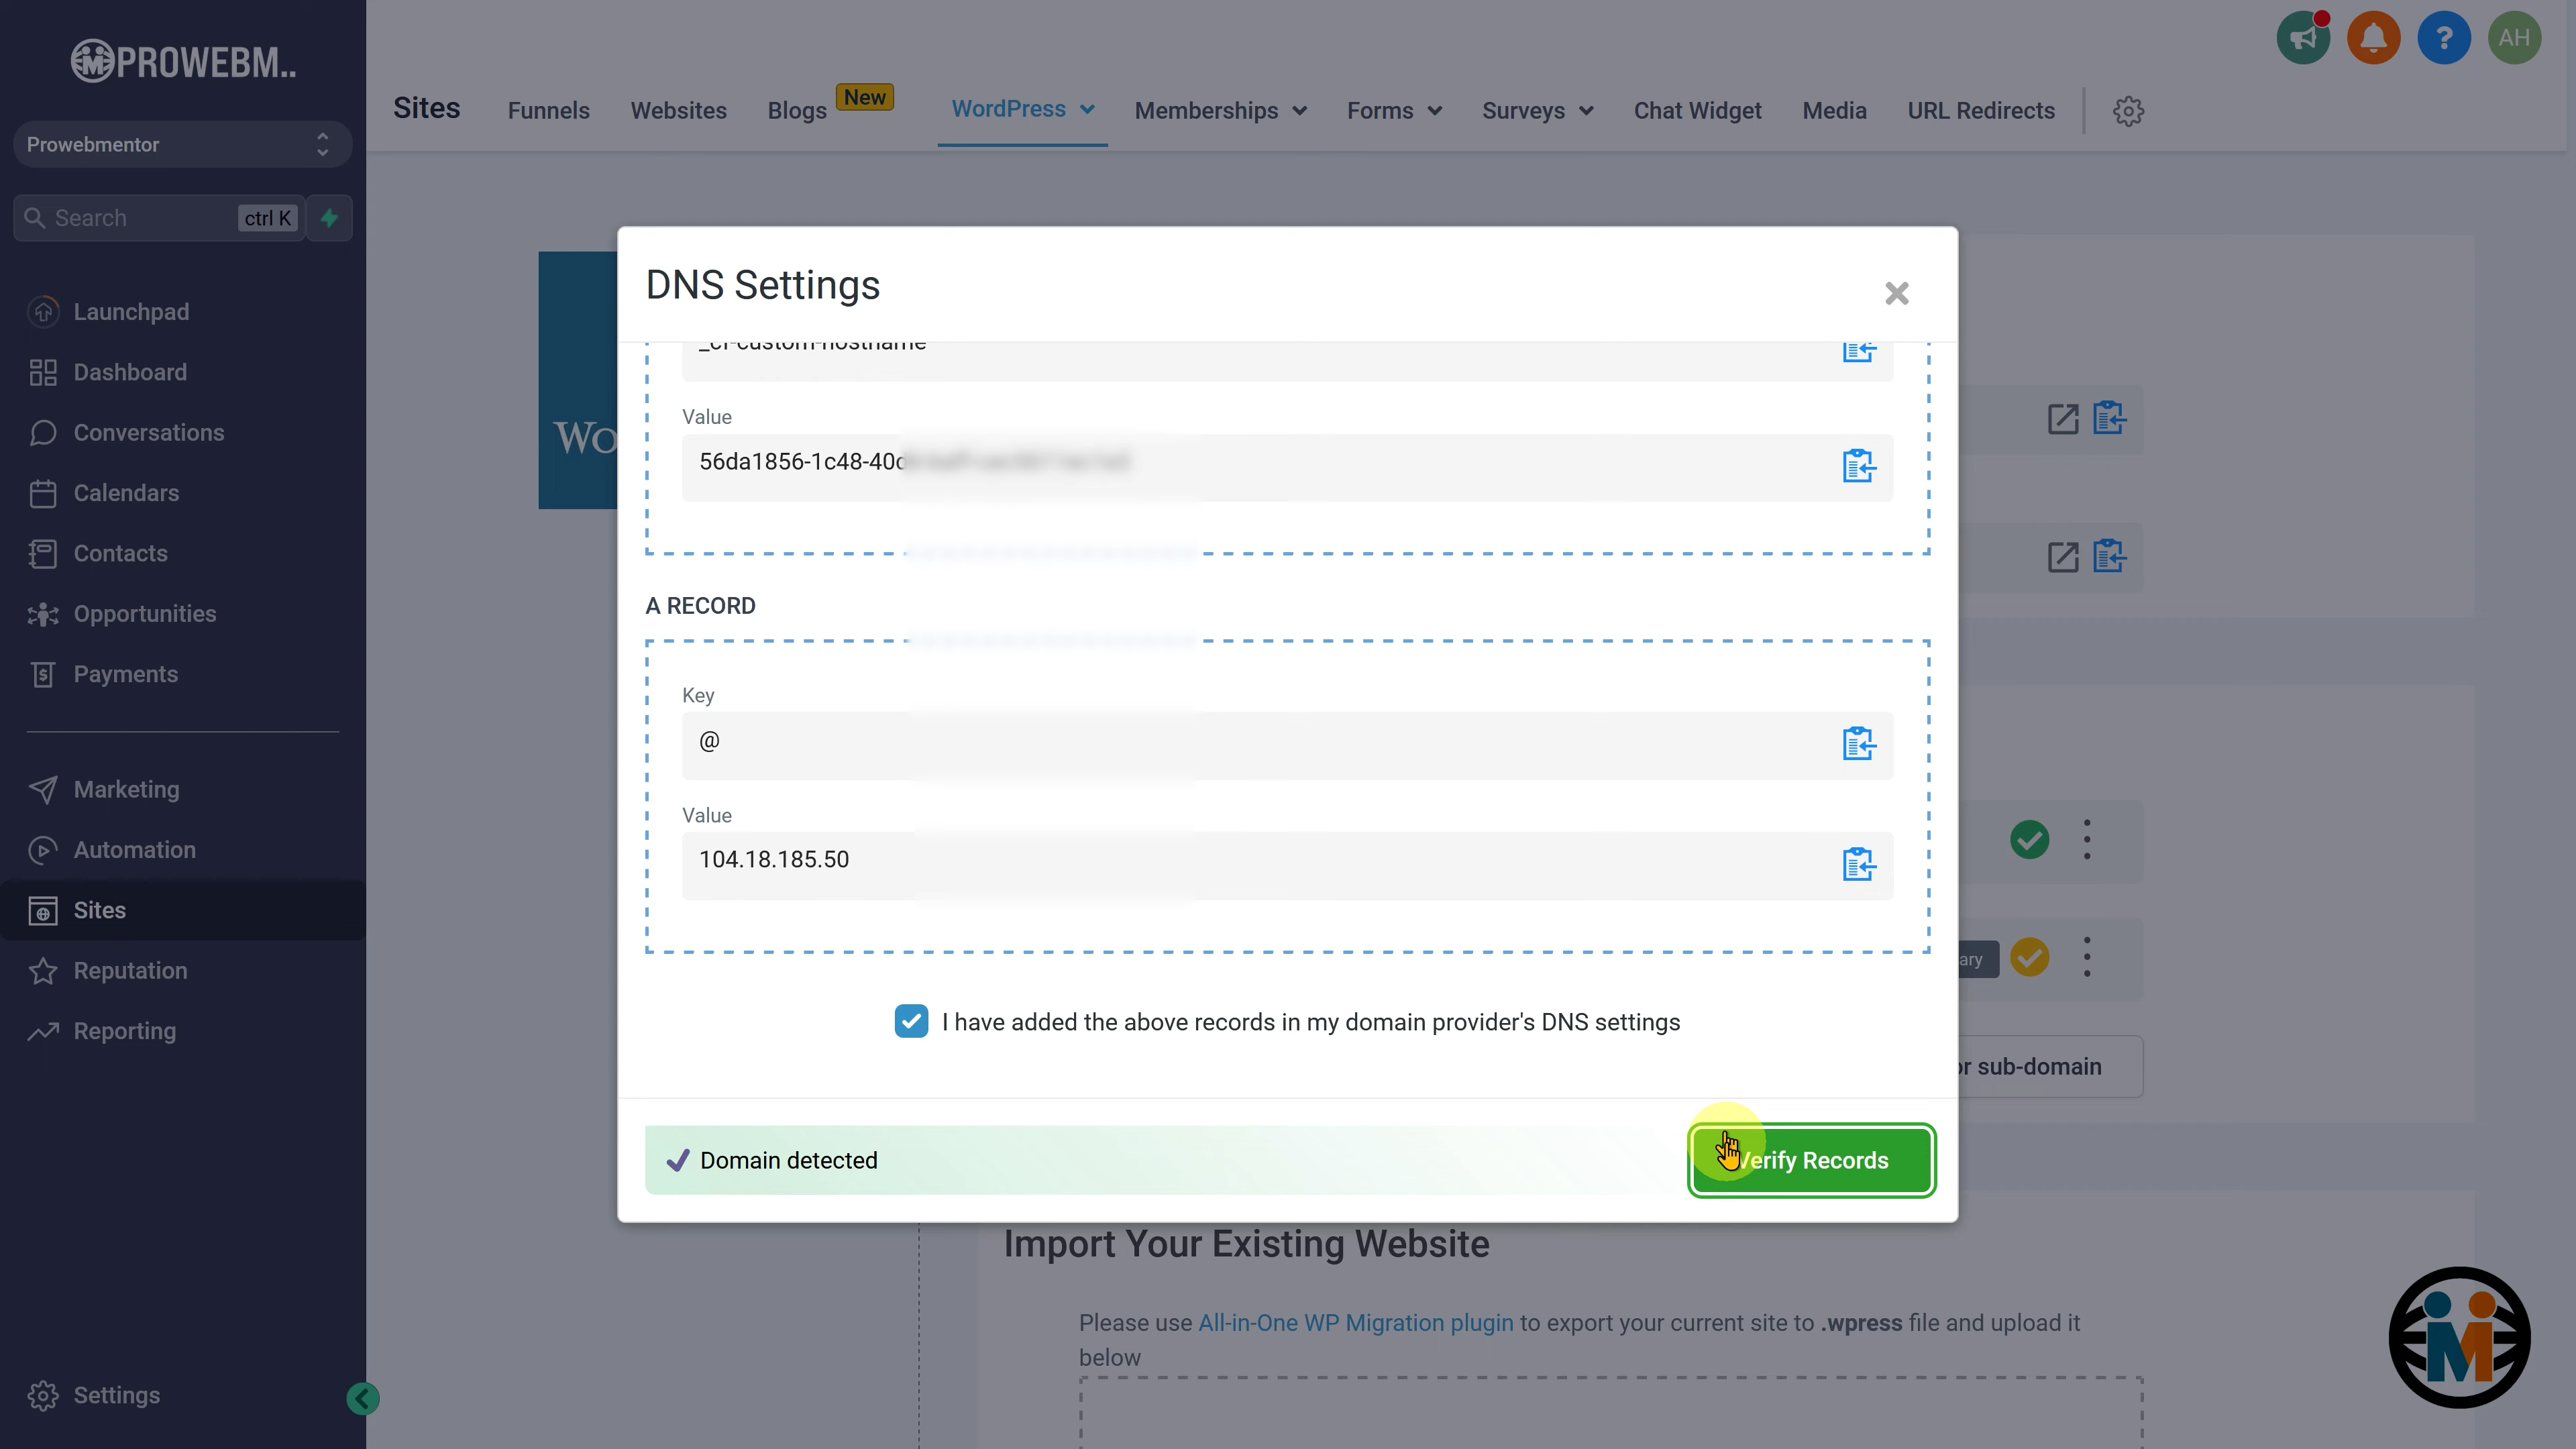 PROWEBM..
Prowebmentor
Search
ctrl K
Launchpad
Dashboard
Conversations
Calendars
Contacts
Opportunities
Payments
Marketing
Automation
Sites
Reputation
Reporting
Settings
AH
Sites
Funnels
Websites
Blogs
New
WordPress
Memberships
Forms
Surveys
Chat Widget
Media
URL Redirects
Wo
DNS Settings
_cf-custom-hostname
Value
56da1856-1c48-40d
A RECORD
Key
@
Value
104.18.185.50
I have added the above records in my domain provider's DNS settings
Domain detected
Verify Records
ary
or sub-domain
Import Your Existing Website
Please use All-in-One WP Migration plugin to export your current site to .wpress file and upload it
below